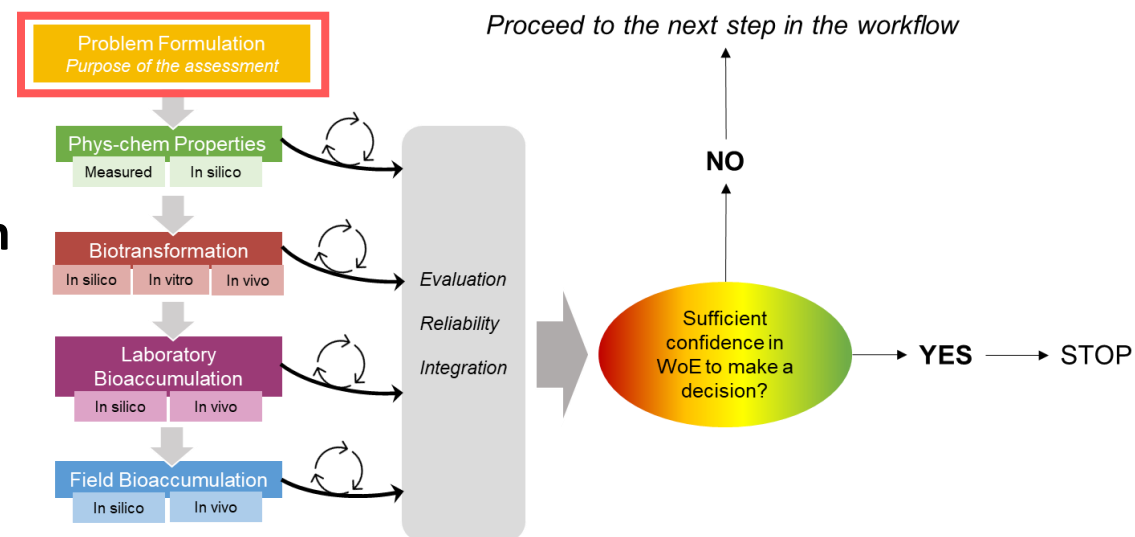 Problem Formulation
Purpose of the assessment
Phys-chem Properties
Measured
In silico
n
Biotransformation
In silico
In vitro
In vivo
Laboratory
Bioaccumulation
In silico
In vivo
Field Bioaccumulation
In silico
In vivo
Evaluation
Reliability
Integration
Proceed to the next step in the workflow
NO
Sufficient
confidence in
WoE to make a
decision?
YES
STOP